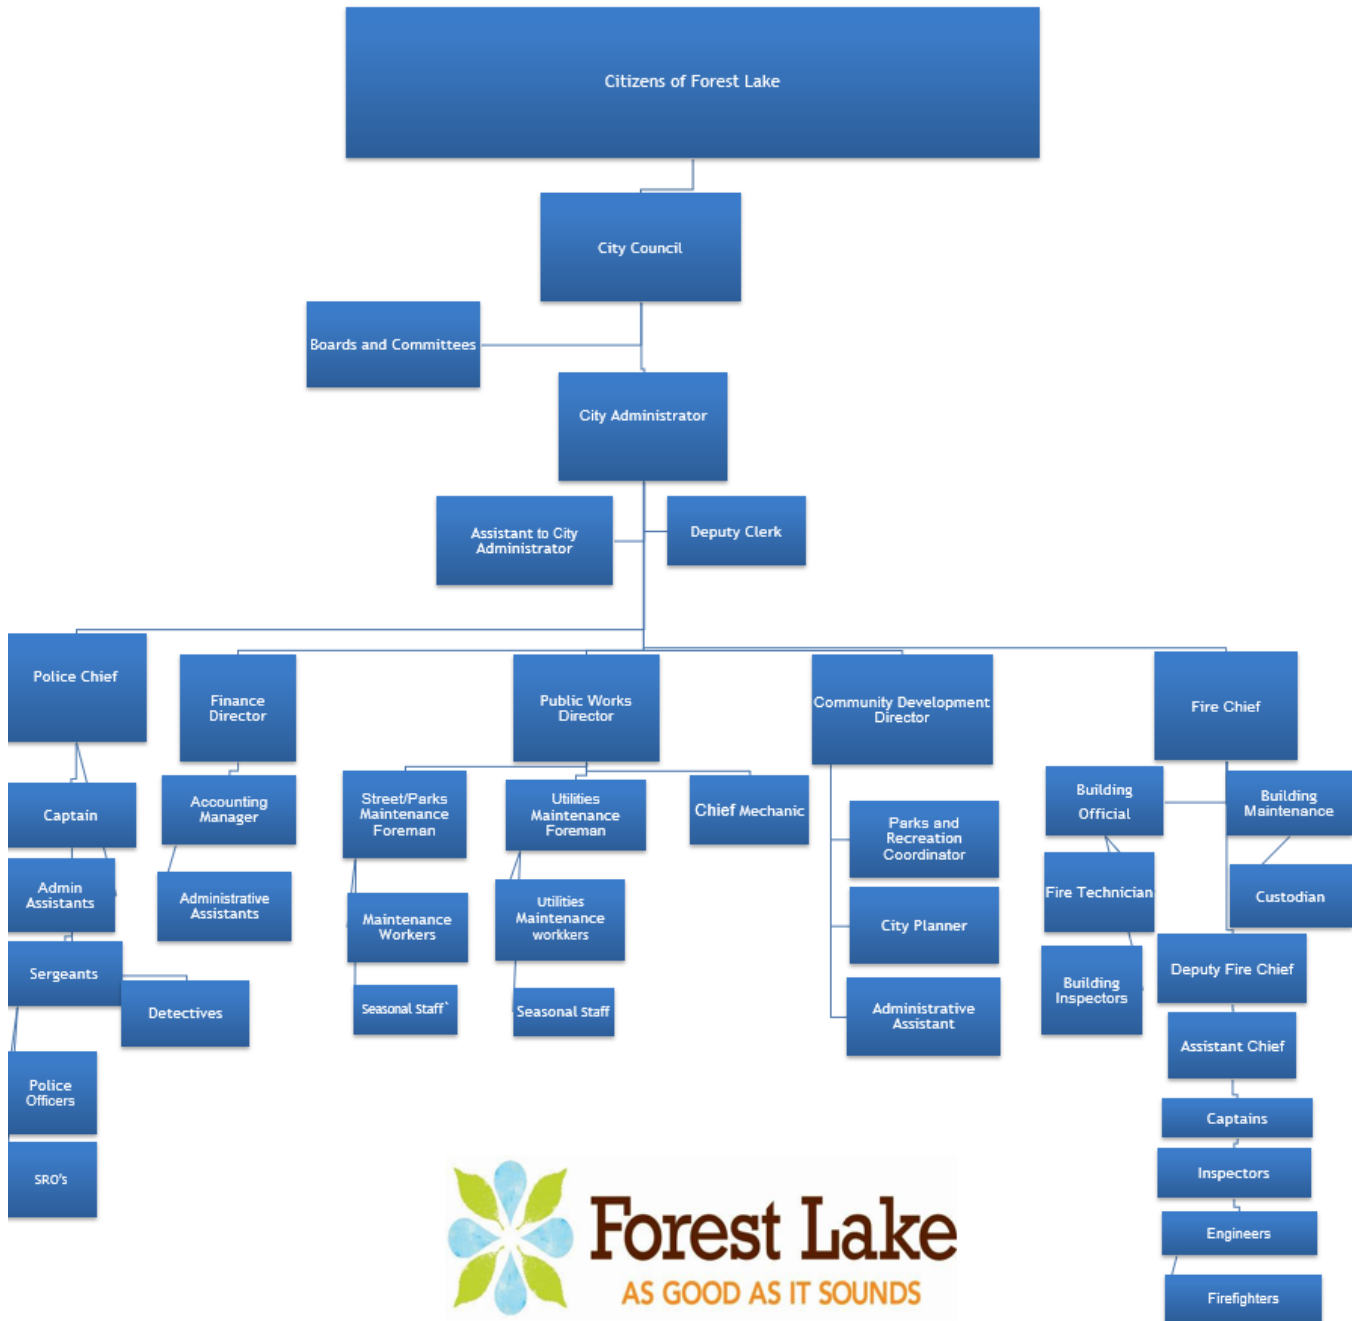 Citizens of Forest Lake
City Council
Boards and Committees
City Administrator
Assistant to City
Administrator
Deputy Clerk
Police Chief
Finance
Director
Public Works
Director
Community Development
Director
Fire Chief
Captain
Accounting
Manager
Street/Parks
Maintenance
Foreman
Utilities
Maintenance
Foreman
Chief Mechanic
Parks and
Recreation
Coordinator
Building
Official
Building
Maintenance
Admin
Assistants
Administrative
Assistants
Maintenance
Workers
Utilities
Maintenance
workkers
City Planner
Fire Technician
Custodian
Sergeants
Detectives
Seasonal Staff`
Seasonal Staff
Administrative
Assistant
Building
Inspectors
Deputy Fire Chief
Assistant Chief
Police
Officers
Captains
SRO's
Inspectors
Engineers
Firefighters
Forest Lake
AS GOOD AS IT SOUNDS